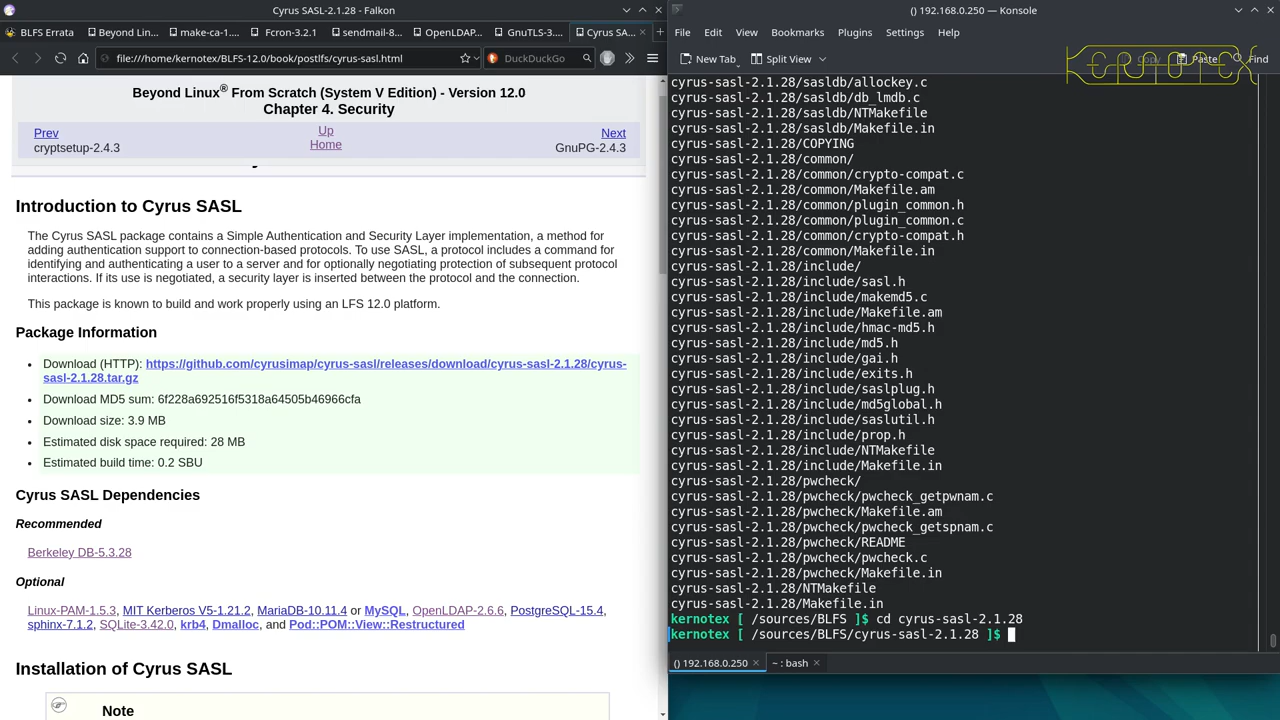 Cyrus SASL-2.1.28 - Falkon
BLFS Errata
Beyond Lin...
make-ca-1....
Fcron-3.2.1
sendmail-8...
OpenLDAP...
GnuTLS-3....
Cyrus SA...
file:///home/kernotex/BLFS-12.0/book/postlfs/cyrus-sasl.html
DuckDuckGo
Beyond Linux® From Scratch (System V Edition) - Version 12.0
Chapter 4. Security
Prev
Up
Next
cryptsetup-2.4.3
Home
GnuPG-2.4.3
Introduction to Cyrus SASL
The Cyrus SASL package contains a Simple Authentication and Security Layer implementation, a method for
adding authentication support to connection-based protocols. To use SASL, a protocol includes a command for
identifying and authenticating a user to a server and for optionally negotiating protection of subsequent protocol
interactions. If its use is negotiated, a security layer is inserted between the protocol and the connection.
This package is known to build and work properly using an LFS 12.0 platform.
Package Information
• Download (HTTP): https://github.com/cyrusimap/cyrus-sasl/releases/download/cyrus-sasl-2.1.28/cyrus-
sasl-2.1.28.tar.gz
• Download MD5 sum: 6f228a692516f5318a64505b46966cfa
• Download size: 3.9 MB
• Estimated disk space required: 28 MB
• Estimated build time: 0.2 SBU
Cyrus SASL Dependencies
Recommended
Berkeley DB-5.3.28
Optional
Linux-PAM-1.5.3, MIT Kerberos V5-1.21.2, MariaDB-10.11.4 or MySQL, OpenLDAP-2.6.6, PostgreSQL-15.4,
sphinx-7.1.2, SQLite-3.42.0, krb4, Dmalloc, and Pod::POM::View::Restructured
Installation of Cyrus SASL
Note
() 192.168.0.250 — Konsole
File Edit View Bookmarks Plugins Settings Help
New Tab Split View Copy Paste Find
KERNOTEX
cyrus-sasl-2.1.28/sasldb/allockey.c
cyrus-sasl-2.1.28/sasldb/db_lmdb.c
cyrus-sasl-2.1.28/sasldb/NTMakefile
cyrus-sasl-2.1.28/sasldb/Makefile.in
cyrus-sasl-2.1.28/COPYING
cyrus-sasl-2.1.28/common/
cyrus-sasl-2.1.28/common/crypto-compat.c
cyrus-sasl-2.1.28/common/Makefile.am
cyrus-sasl-2.1.28/common/plugin_common.h
cyrus-sasl-2.1.28/common/plugin_common.c
cyrus-sasl-2.1.28/common/crypto-compat.h
cyrus-sasl-2.1.28/common/Makefile.in
cyrus-sasl-2.1.28/include/
cyrus-sasl-2.1.28/include/sasl.h
cyrus-sasl-2.1.28/include/makemd5.c
cyrus-sasl-2.1.28/include/Makefile.am
cyrus-sasl-2.1.28/include/hmac-md5.h
cyrus-sasl-2.1.28/include/md5.h
cyrus-sasl-2.1.28/include/gai.h
cyrus-sasl-2.1.28/include/exits.h
cyrus-sasl-2.1.28/include/saslplug.h
cyrus-sasl-2.1.28/include/md5global.h
cyrus-sasl-2.1.28/include/saslutil.h
cyrus-sasl-2.1.28/include/prop.h
cyrus-sasl-2.1.28/include/NTMakefile
cyrus-sasl-2.1.28/include/Makefile.in
cyrus-sasl-2.1.28/pwcheck/
cyrus-sasl-2.1.28/pwcheck/pwcheck_getpwnam.c
cyrus-sasl-2.1.28/pwcheck/Makefile.am
cyrus-sasl-2.1.28/pwcheck/pwcheck_getspnam.c
cyrus-sasl-2.1.28/pwcheck/README
cyrus-sasl-2.1.28/pwcheck/pwcheck.c
cyrus-sasl-2.1.28/pwcheck/Makefile.in
cyrus-sasl-2.1.28/NTMakefile
cyrus-sasl-2.1.28/Makefile.in
kernotex [ /sources/BLFS ]$ cd cyrus-sasl-2.1.28
kernotex [ /sources/BLFS/cyrus-sasl-2.1.28 ]$
() 192.168.0.250
~ : bash